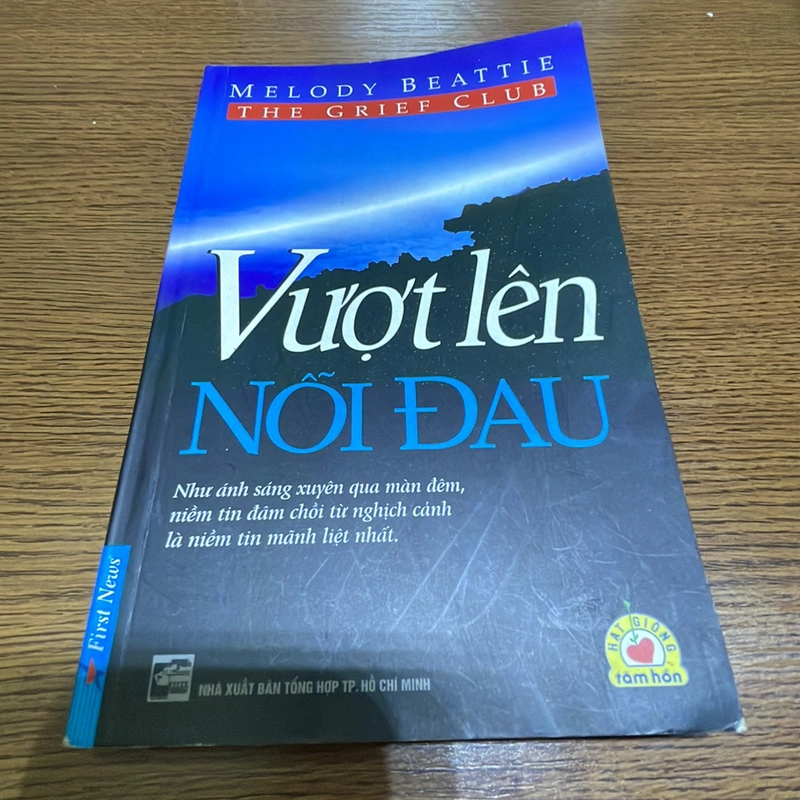 MELODY BEATTIE
THE GRIEF CLUB
Vượt lên
NỖI ĐAU
Như ánh sáng xuyên qua màn đêm,
niềm tin đâm chồi từ nghịch cảnh
là niềm tin mãnh liệt nhất.
First News
NHÀ XUẤT BẢN TỔNG HỢP TP. HỒ CHÍ MINH
HẠT GIỐNG
tâm hồn